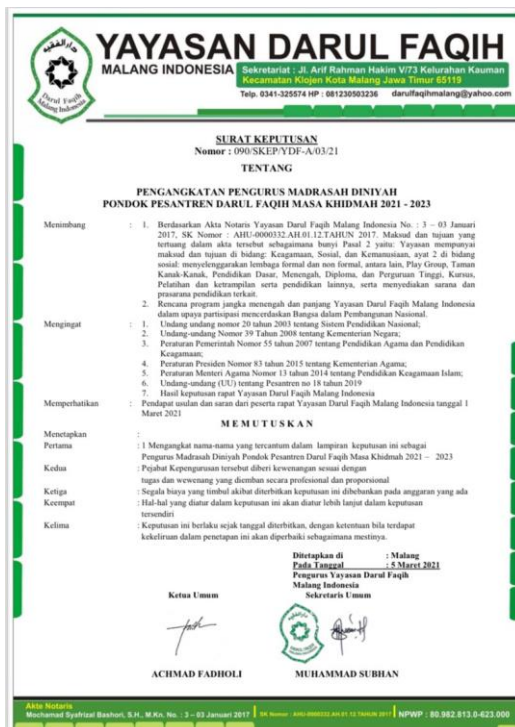 YAYASAN DARUL FAQIH
MALANG INDONESIA
Sekretariat : Jl. Arif Rahman Hakim V/73 Kelurahan Kauman
Kecamatan Klojen Kota Malang Jawa Timur 65119
Telp. 0341-325574 HP : 081230503236 darulfaqihmalang@yahoo.com
دار الفقيه
Darul Faqih
Malang Indonesia
SURAT KEPUTUSAN
Nomor : 090/SKEP/YDF-A/03/21
TENTANG
PENGANGKATAN PENGURUS MADRASAH DINIYAH
PONDOK PESANTREN DARUL FAQIH MASA KHIDMAH 2021 - 2023
Menimbang : 1. Berdasarkan Akta Notaris Yayasan Darul Faqih Malang Indonesia No. : 3 – 03 Januari
2017, SK Nomor : AHU-0000332.AH.01.12.TAHUN 2017. Maksud dan tujuan yang
tertuang dalam akta tersebut sebagaimana bunyi Pasal 2 yaitu: Yayasan mempunyai
maksud dan tujuan di bidang: Keagamaan, Sosial, dan Kemanusiaan, ayat 2 di bidang
sosial: menyelenggarakan lembaga formal dan non formal, antara lain, Play Group, Taman
Kanak-Kanak, Pendidikan Dasar, Menengah, Diploma, dan Perguruan Tinggi, Kursus,
Pelatihan dan ketrampilan serta pendidikan lainnya, serta menyediakan sarana dan
prasarana pendidikan terkait.
2. Rencana program jangka menengah dan panjang Yayasan Darul Faqih Malang Indonesia
dalam upaya partisipasi mencerdaskan Bangsa dalam Pembangunan Nasional.
Mengingat : 1. Undang undang nomor 20 tahun 2003 tentang Sistem Pendidikan Nasional;
2. Undang-undang Nomor 39 Tahun 2008 tentang Kementerian Negara;
3. Peraturan Pemerintah Nomor 55 tahun 2007 tentang Pendidikan Agama dan Pendidikan
Keagamaan;
4. Peraturan Presiden Nomor 83 tahun 2015 tentang Kementerian Agama;
5. Peraturan Menteri Agama Nomor 13 tahun 2014 tentang Pendidikan Keagamaan Islam;
6. Undang-undang (UU) tentang Pesantren no 18 tahun 2019
7. Hasil keputusan rapat Yayasan Darul Faqih Malang Indonesia
Memperhatikan : Pendapat usulan dan saran dari peserta rapat Yayasan Darul Faqih Malang Indonesia tanggal 1
Maret 2021
M E M U T U S K A N
Menetapkan :
Pertama : 1 Mengangkat nama-nama yang tercantum dalam lampiran keputusan ini sebagai
Pengurus Madrasah Diniyah Pondok Pesantren Darul Faqih Masa Khidmah 2021 – 2023
Kedua : Pejabat Kepengurusan tersebut diberi kewenangan sesuai dengan
tugas dan wewenang yang diemban secara profesional dan proporsional
Ketiga : Segala biaya yang timbul akibat diterbitkan keputusan ini dibebankan pada anggaran yang ada
Keempat : Hal-hal yang diatur dalam keputusan ini akan diatur lebih lanjut dalam keputusan
tersendiri
Kelima : Keputusan ini berlaku sejak tanggal diterbitkan, dengan ketentuan bila terdapat
kekeliruan dalam penetapan ini akan diperbaiki sebagaimana mestinya.
Ditetapkan di : Malang
Pada Tanggal : 5 Maret 2021
Pengurus Yayasan Darul Faqih
Malang Indonesia
Ketua Umum Sekretaris Umum
ACHMAD FADHOLI MUHAMMAD SUBHAN
Akte Notaris
Mochamad Syafrizal Bashori, S.H., M.Kn. No. : 3 – 03 Januari 2017 SK Nomor : AHU-0000332.AH.01.12.TAHUN 2017 NPWP : 80.982.813.0-623.000